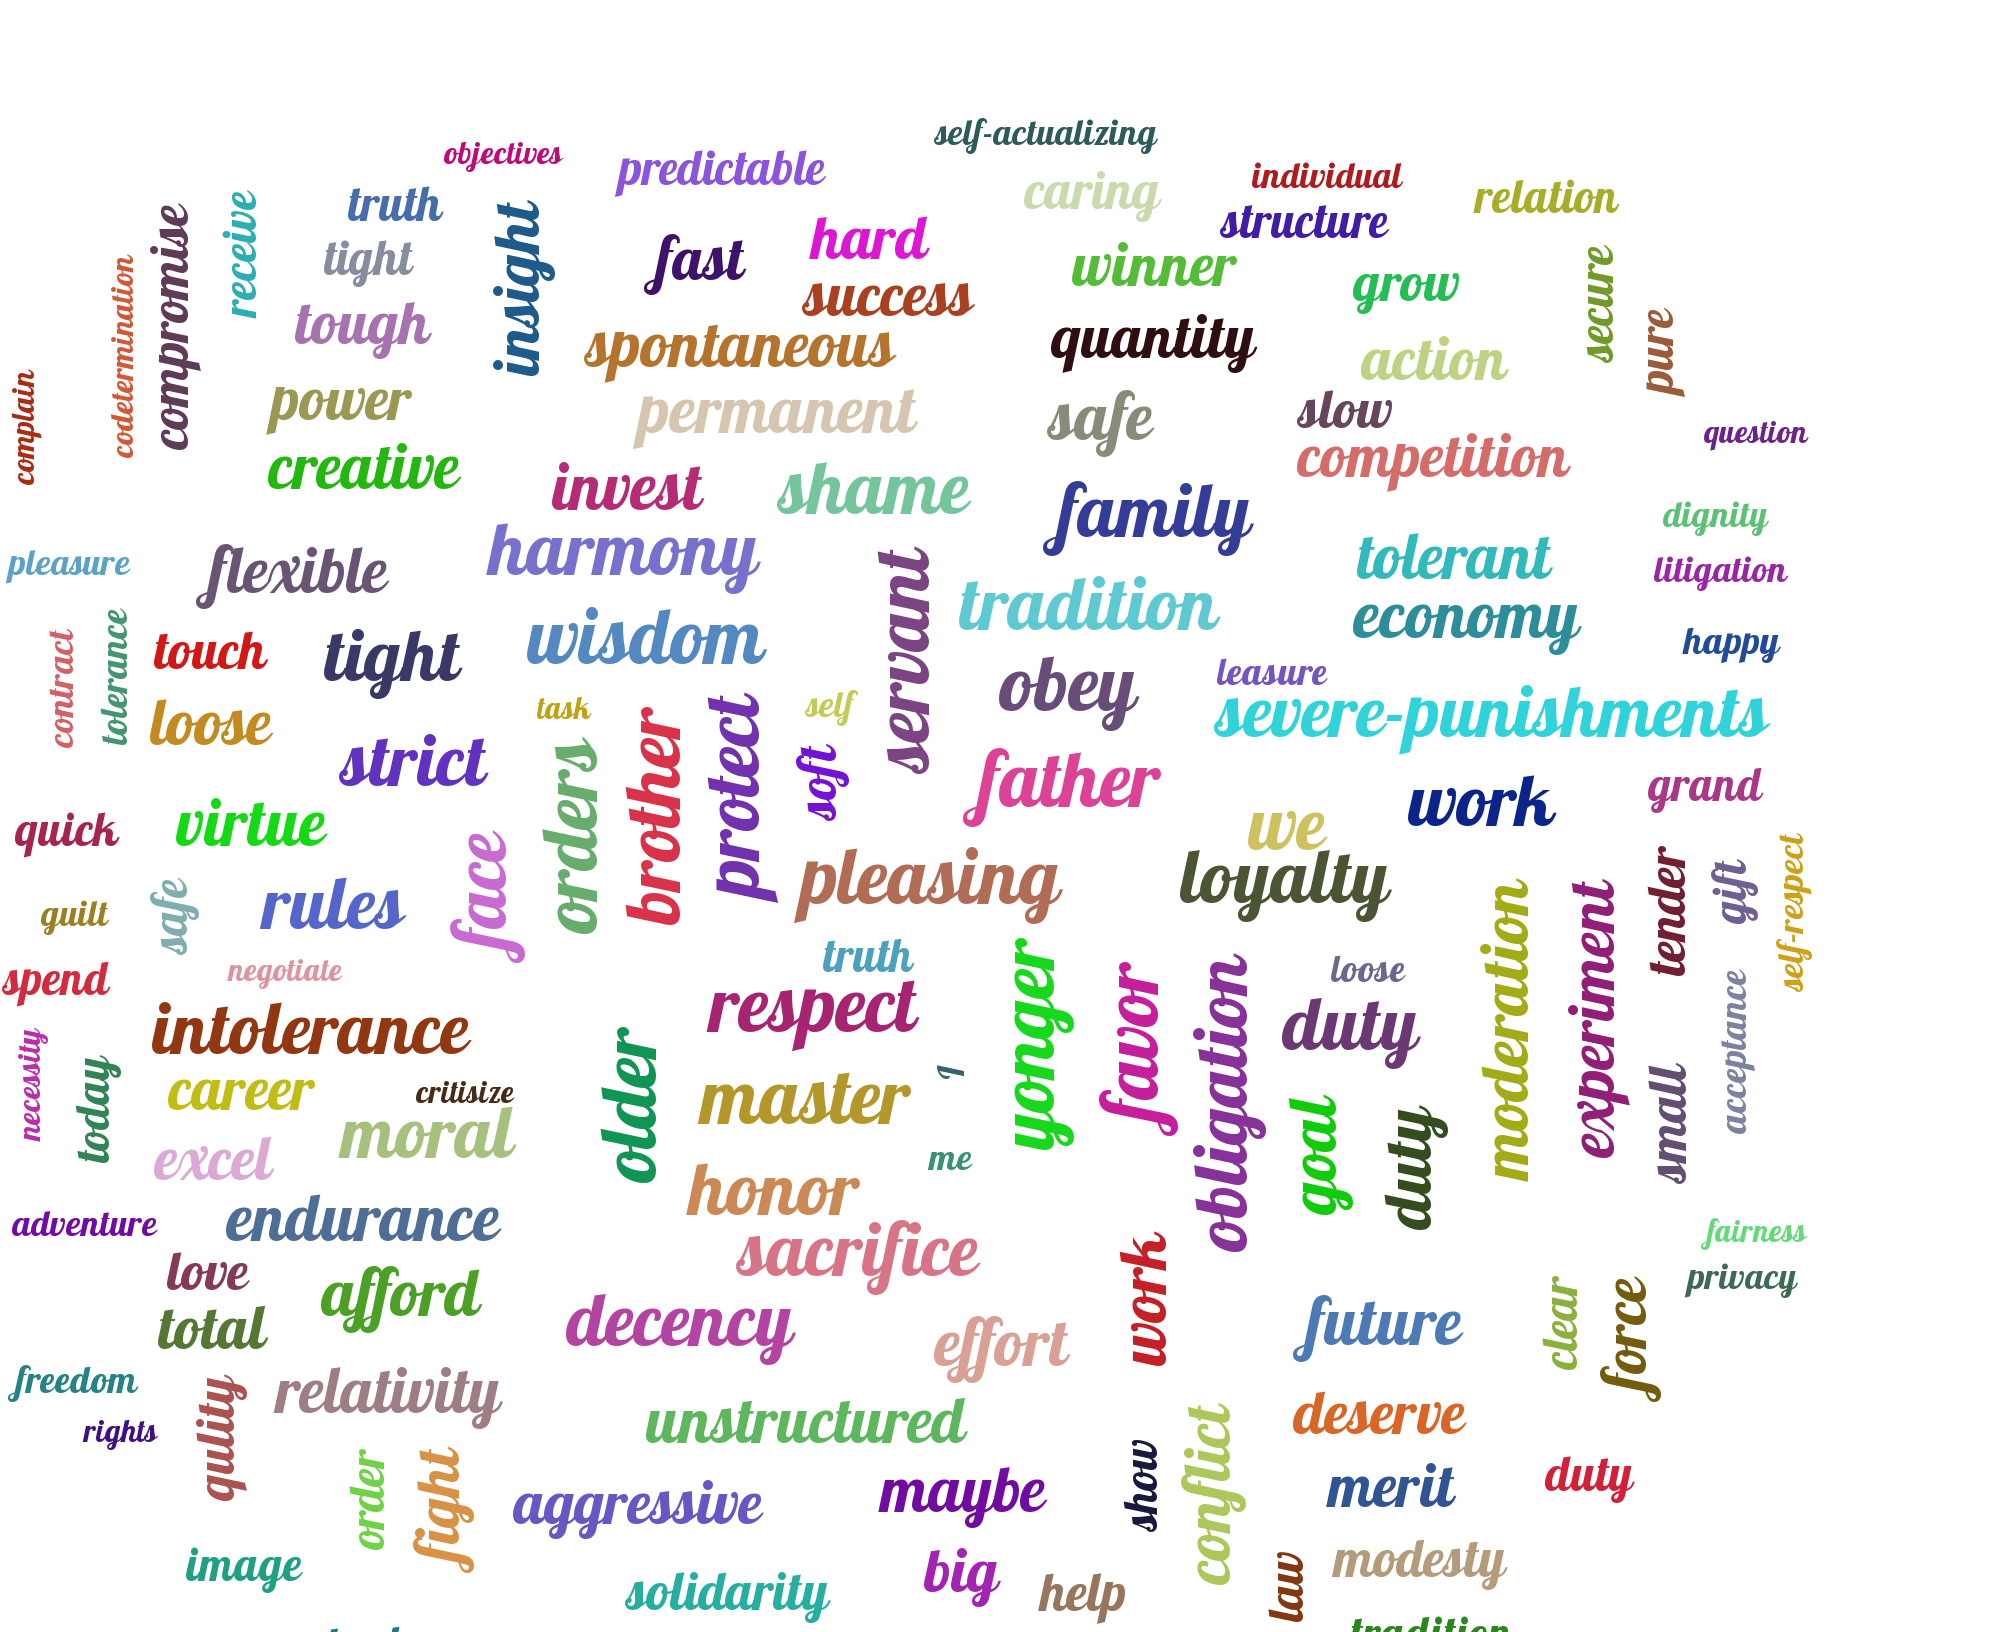 self-actualizing
objectives
predictable
individual
caring
relation
truth
receive
compromise
insight
structure
hard
fast
tight
winner
grow
secure
codetermination
success
tough
spontaneous
quantity
action
pure
complain
power
permanent
safe
slow
question
competition
creative
invest
shame
family
dignity
harmony
pleasure
flexible
tolerant
litigation
servant
tradition
economy
happy
contract
tolerance
touch
tight
wisdom
obey
leasure
severe-punishments
loose
task
self
strict
orders
brother
protect
soft
father
grand
work
quick
virtue
we
face
pleasing
loyalty
tender
gift
self-respect
guilt
safe
rules
truth
loose
spend
negotiate
respect
yonger
favor
obligation
duty
moderation
experiment
acceptance
intolerance
necessity
today
career
critisize
older
master
I
small
moral
goal
duty
excel
me
honor
adventure
endurance
sacrifice
fairness
love
afford
work
privacy
total
decency
effort
future
clear
force
freedom
qulity
relativity
unstructured
deserve
rights
conflict
order
fight
aggressive
maybe
show
merit
duty
image
solidarity
big
help
law
modesty
tradition